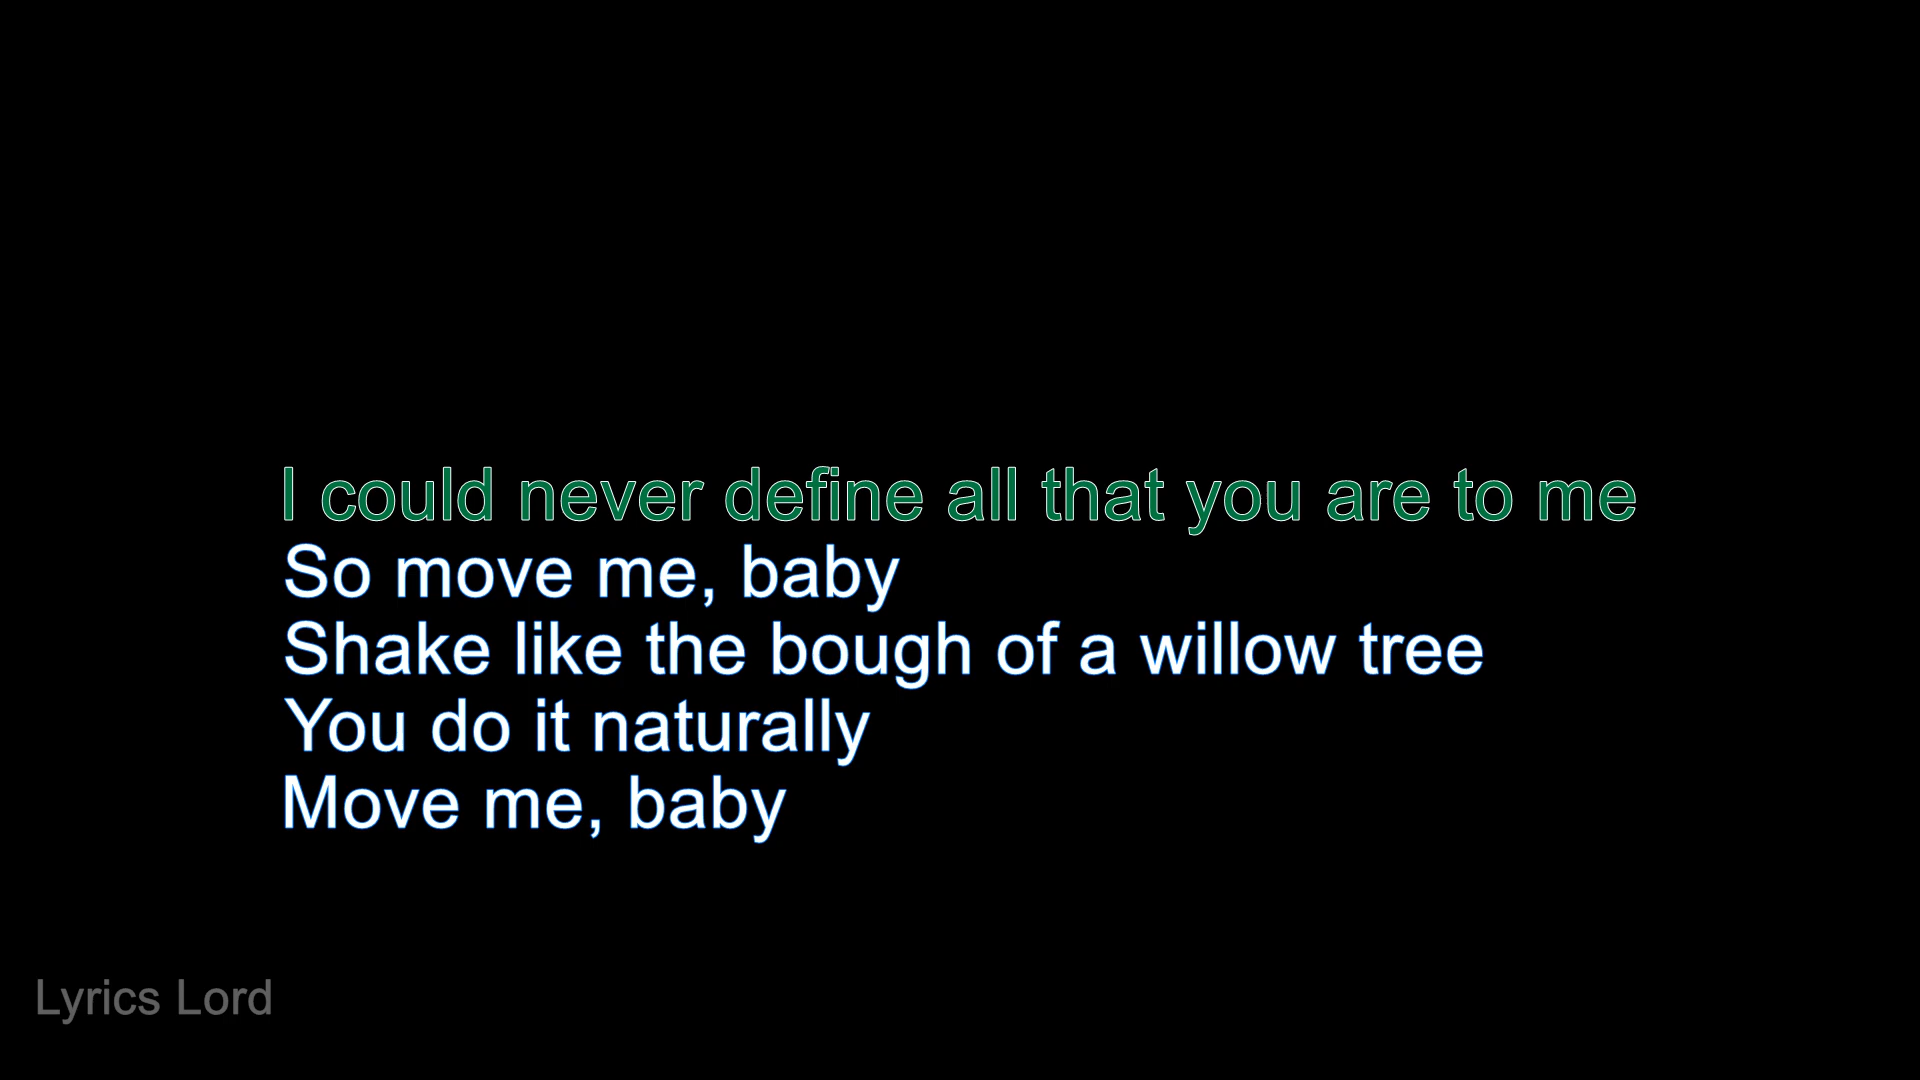 I could never define all that you are to me
So move me, baby
Shake like the bough of a willow tree
You do it naturally
Move me, baby
Lyrics Lord